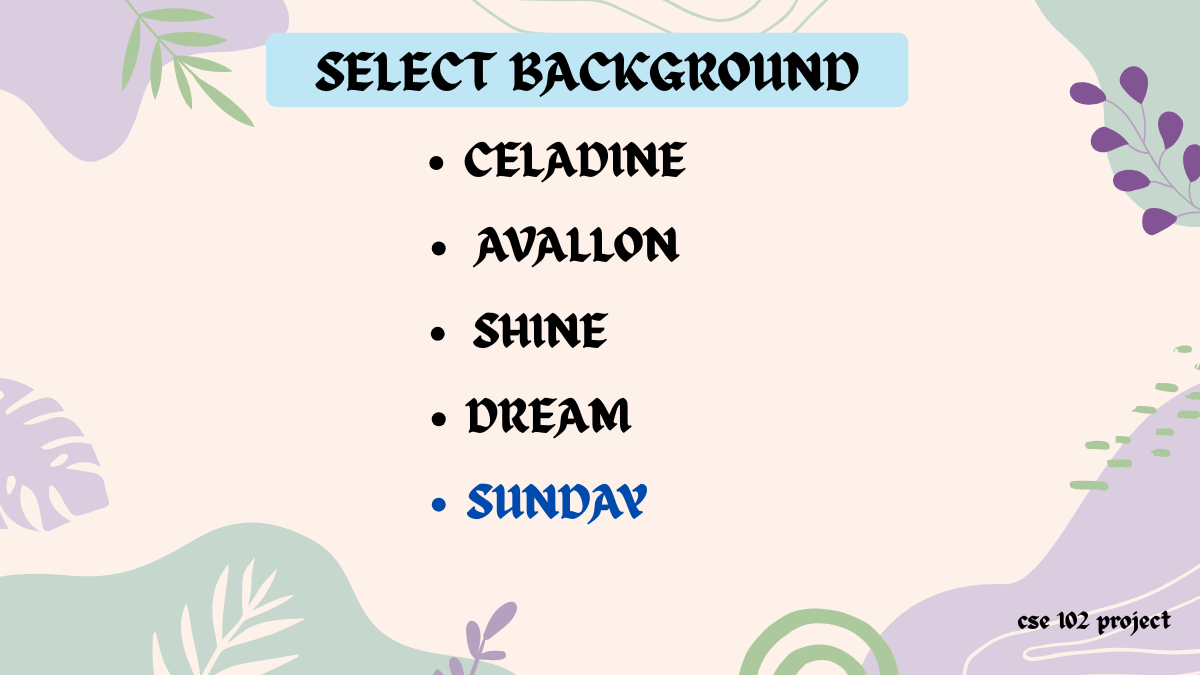 SELECT BACKGROUND
• CELADINE
• AVALLON
• SHINE
• DREAM
• SUNDAY
cse 102 project